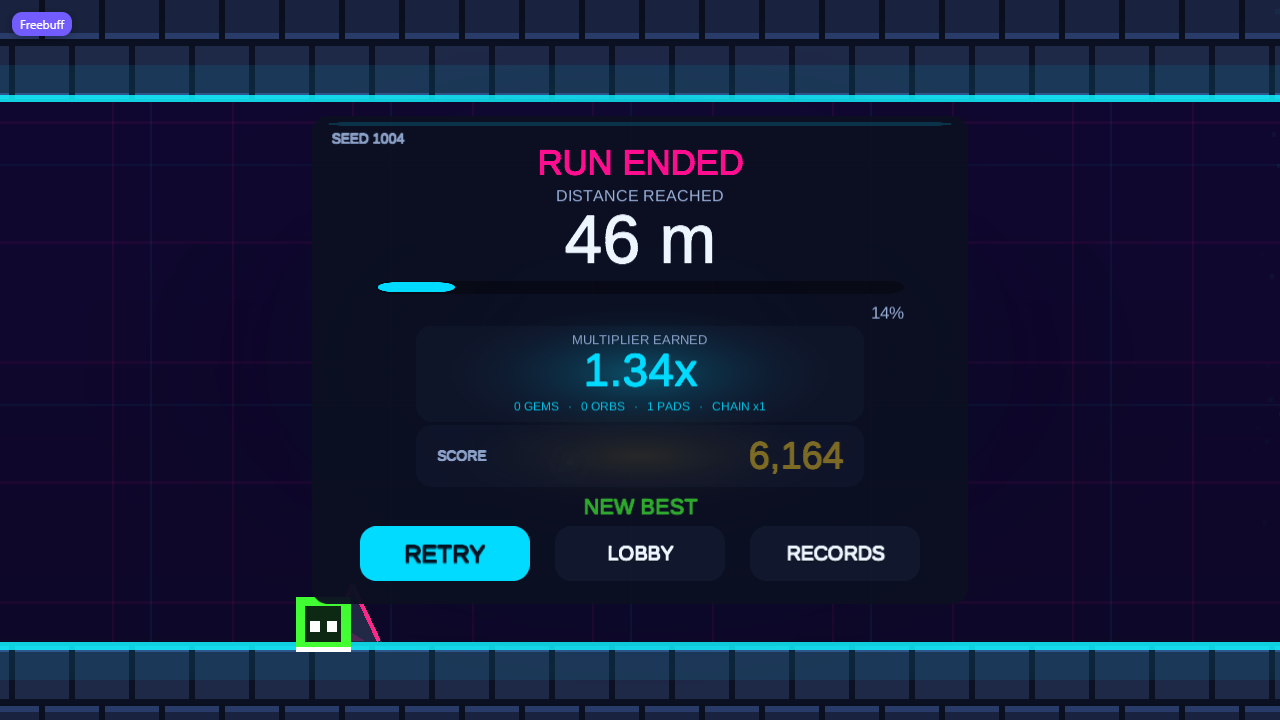 Freebuff
SEED 1004
RUN ENDED
DISTANCE REACHED
46 m
14%
MULTIPLIER EARNED
1.34x
0 GEMS · 0 ORBS · 1 PADS · CHAIN x1
SCORE 6,164
NEW BEST
RETRY LOBBY RECORDS